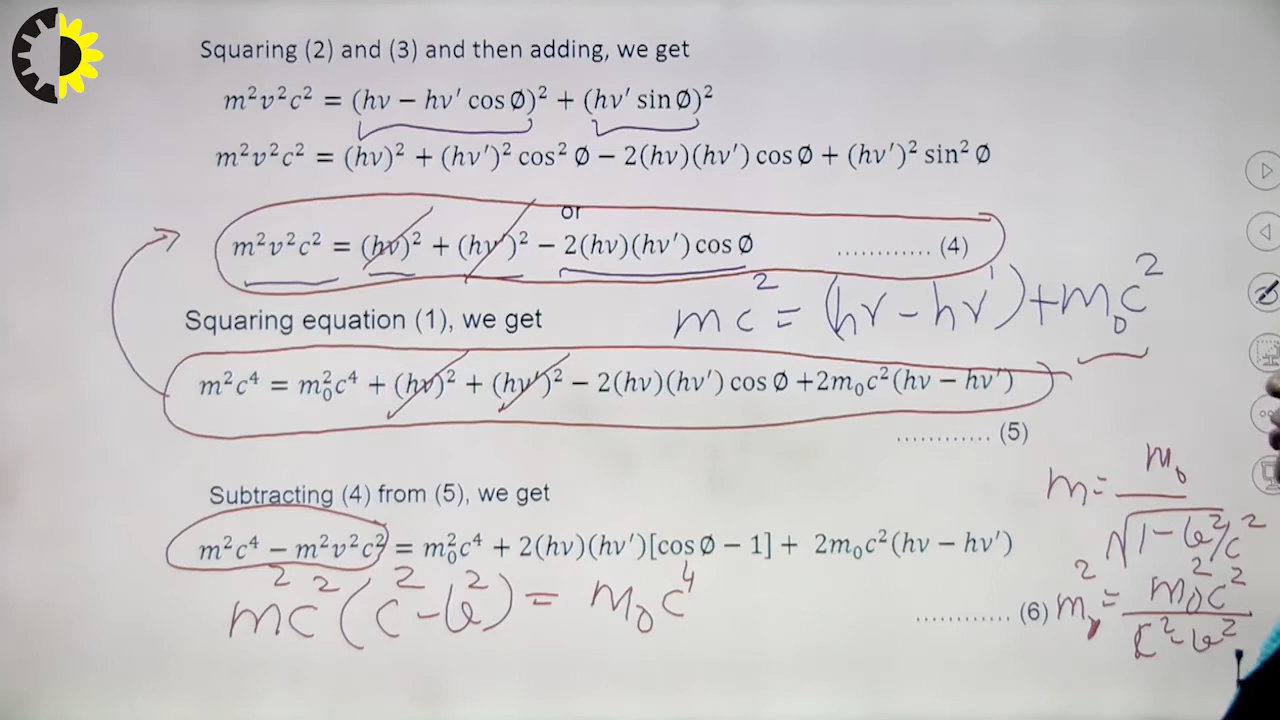 Squaring (2) and (3) and then adding, we get
m²v²c² = (hν − hν′ cos∅)² + (hν′ sin∅)²
m²v²c² = (hν)² + (hν′)² cos² ∅ − 2(hν)(hν′) cos∅ + (hν′)² sin² ∅
or
m²v²c² = (hν)² + (hν′)² − 2(hν)(hν′) cos∅ ............ (4)
mc² = (hν − hν′) + m₀c²
Squaring equation (1), we get
m²c⁴ = m₀²c⁴ + (hν)² + (hν′)² − 2(hν)(hν′) cos ∅ +2m₀c²(hν − hν′)
............ (5)
m = m₀ / √1 − v²/c²
Subtracting (4) from (5), we get
m²c⁴ − m²v²c² = m₀²c⁴ + 2(hν)(hν′)[cos∅ − 1] + 2m₀c²(hν − hν′)
m²c²(c² − v²) = m₀²c⁴
............ (6)
m² = m₀²c² / c² − v²